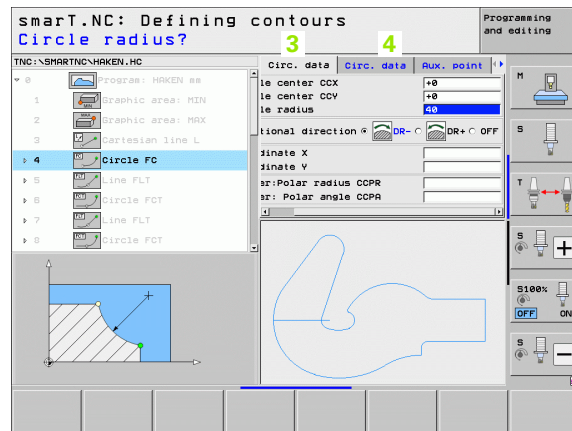 smarT.NC: Defining contours
Circle radius?
Programming
and editing
3
4
TNC:\SMARTNC\HAKEN.HC
Circ. data
Circ. data
Aux. point
0 Program: HAKEN mm
1 Graphic area: MIN
2 Graphic area: MAX
3 Cartesian line L
4 Circle FC
5 Line FLT
6 Circle FCT
7 Line FLT
8 Circle FCT
le center CCX +0
le center CCY +0
le radius 40
tional direction DR- DR+ OFF
dinate X
dinate Y
er:Polar radius CCPR
er: Polar angle CCPA
M
S
T
S
S100%
OFF ON
S